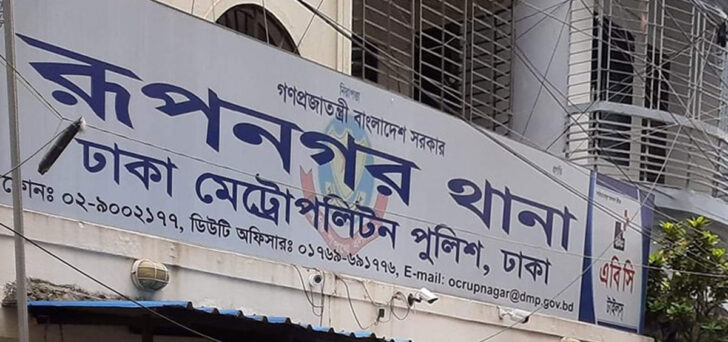 গণপ্রজাতন্ত্রী বাংলাদেশ সরকার
রূপনগর থানা
ঢাকা মেট্রোপলিটন পুলিশ, ঢাকা
ফোনঃ ০২-৯০০২১৭৭, ডিউটি অফিসারঃ ০১৭৬৯-৬৯১৭৭৬, E-mail: ocrupnagar@dmp.gov.bd
এবিসি
টাইলস্